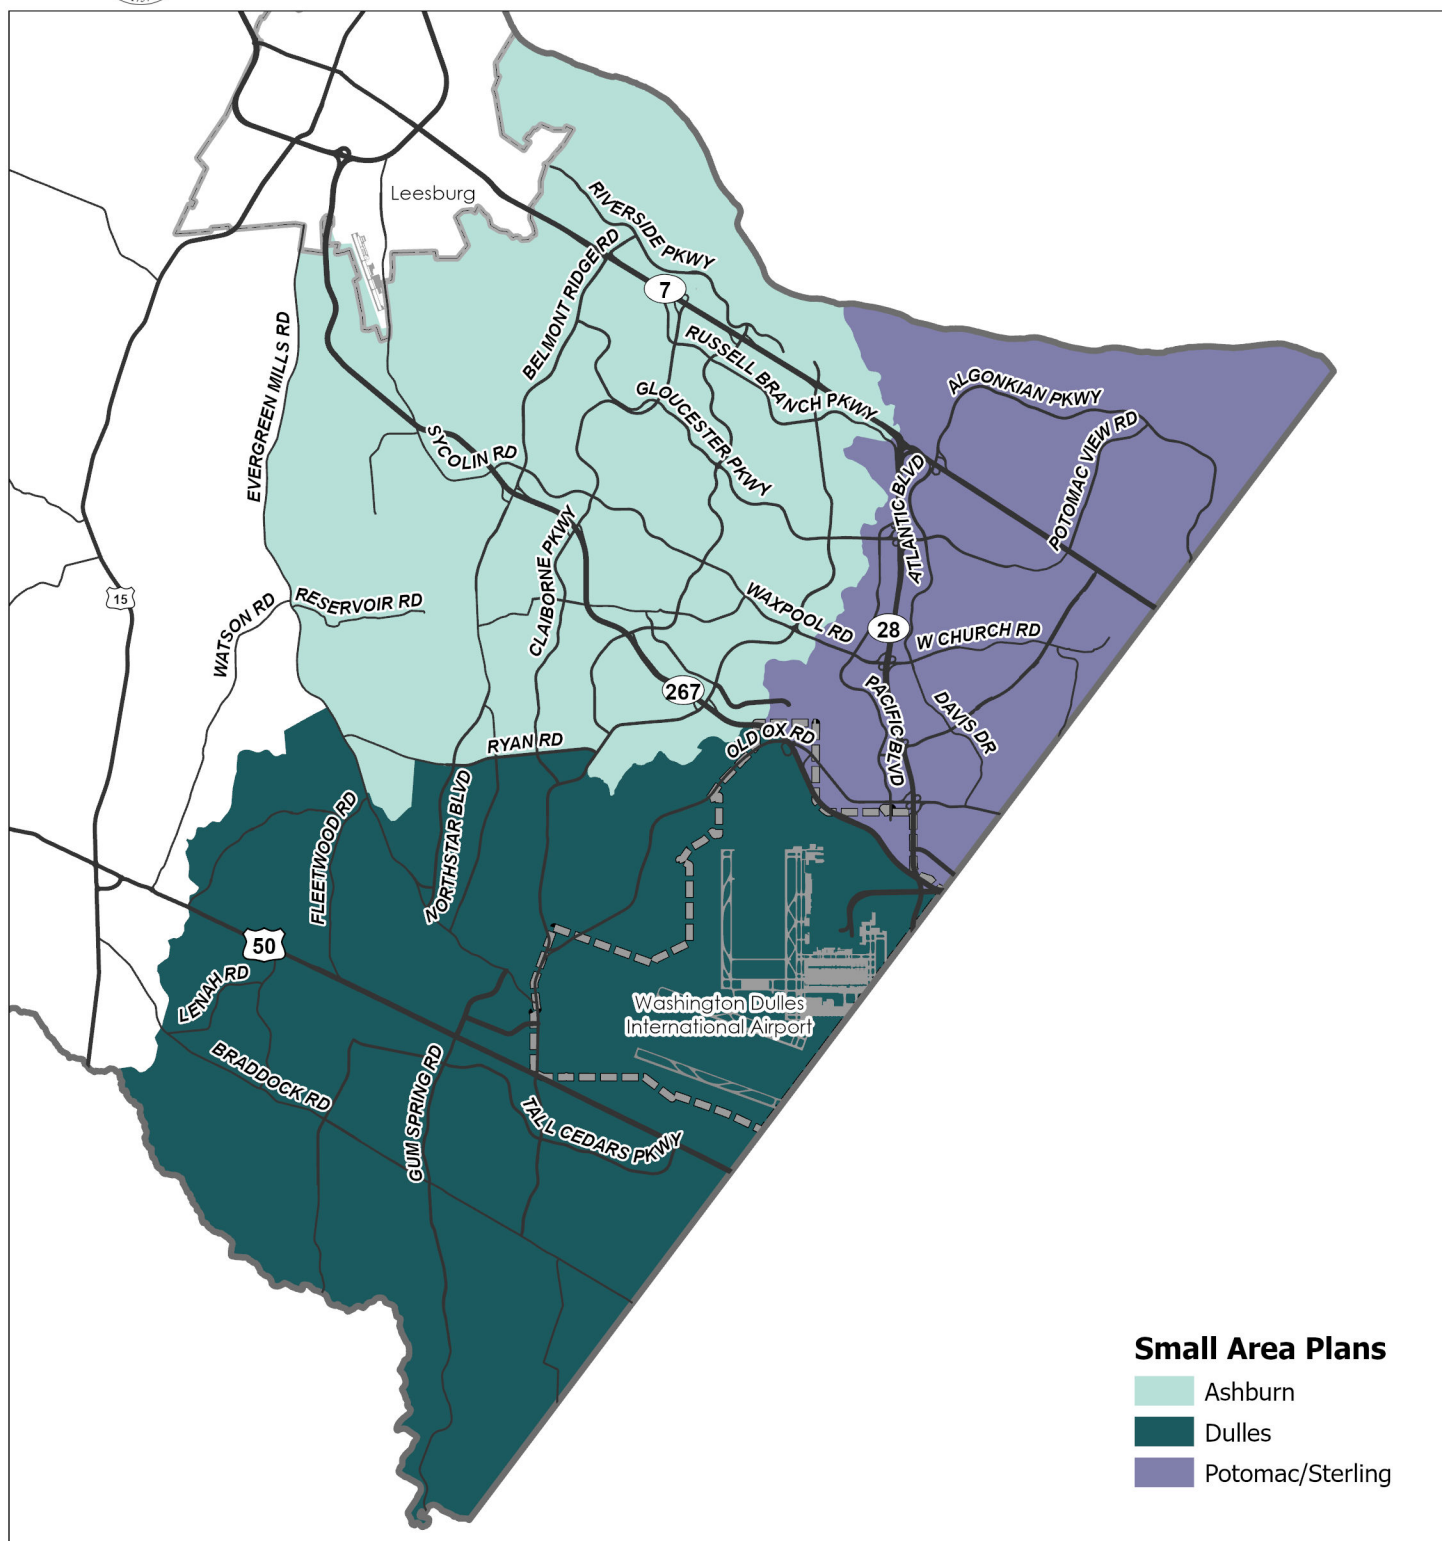 Leesburg
RIVERSIDE PKWY
BELMONT RIDGE RD
7
EVERGREEN MILLS RD
RUSSELL BRANCH PKWY
ALGONKIAN PKWY
GLOUCESTER PKWY
POTOMAC VIEW RD
SYCOLIN RD
ATLANTIC BLVD
CLAIBORNE PKWY
15
WATSON RD
RESERVOIR RD
WAXPOOL RD
28
W CHURCH RD
267
PACIFIC BLVD
DAVIS DR
RYAN RD
OLD OX RD
NORTHSTAR BLVD
FLEETWOOD RD
50
LENAH RD
Washington Dulles
International Airport
BRADDOCK RD
GUM SPRING RD
TALL CEDARS PKWY
Small Area Plans
Ashburn
Dulles
Potomac/Sterling